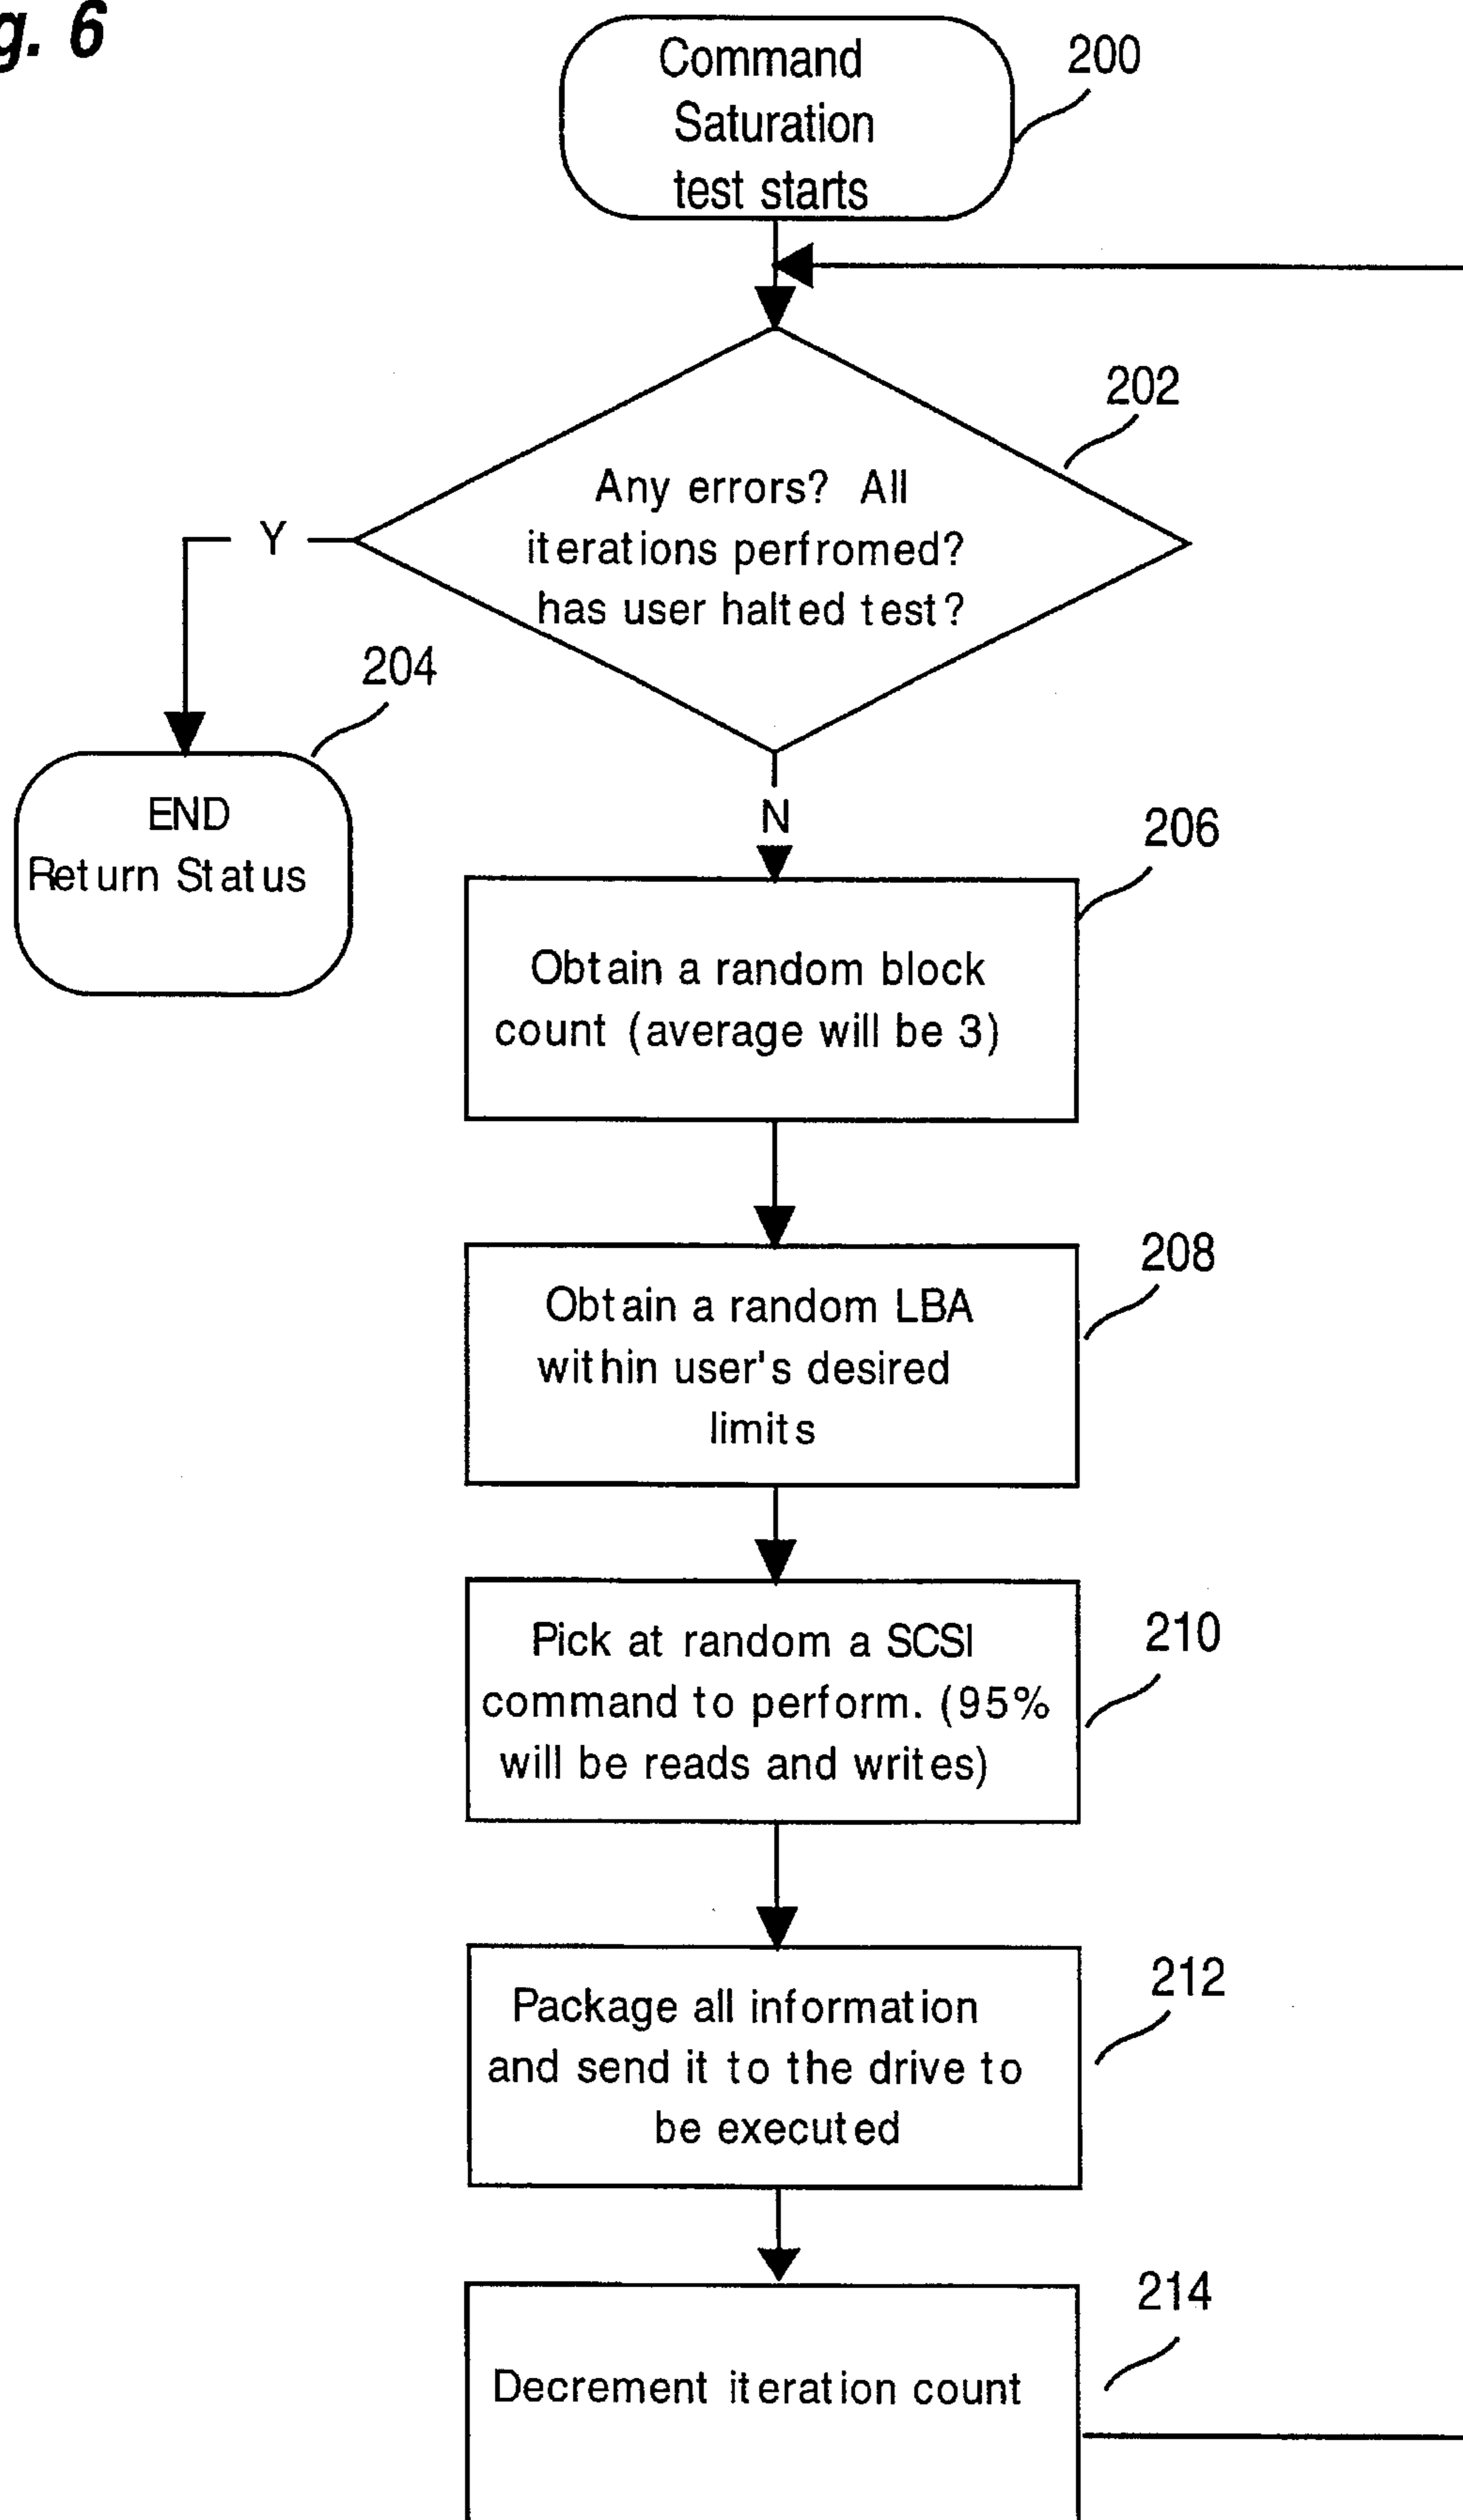 g. 6
Command
Saturation
test starts
200
202
Any errors? All
iterations perfromed?
has user halted test?
Y
204
END
Return Status
N
206
Obtain a random block
count (average will be 3)
208
Obtain a random LBA
within user's desired
limits
210
Pick at random a SCSI
command to perform. (95%
will be reads and writes)
212
Package all information
and send it to the drive to
be executed
214
Decrement iteration count